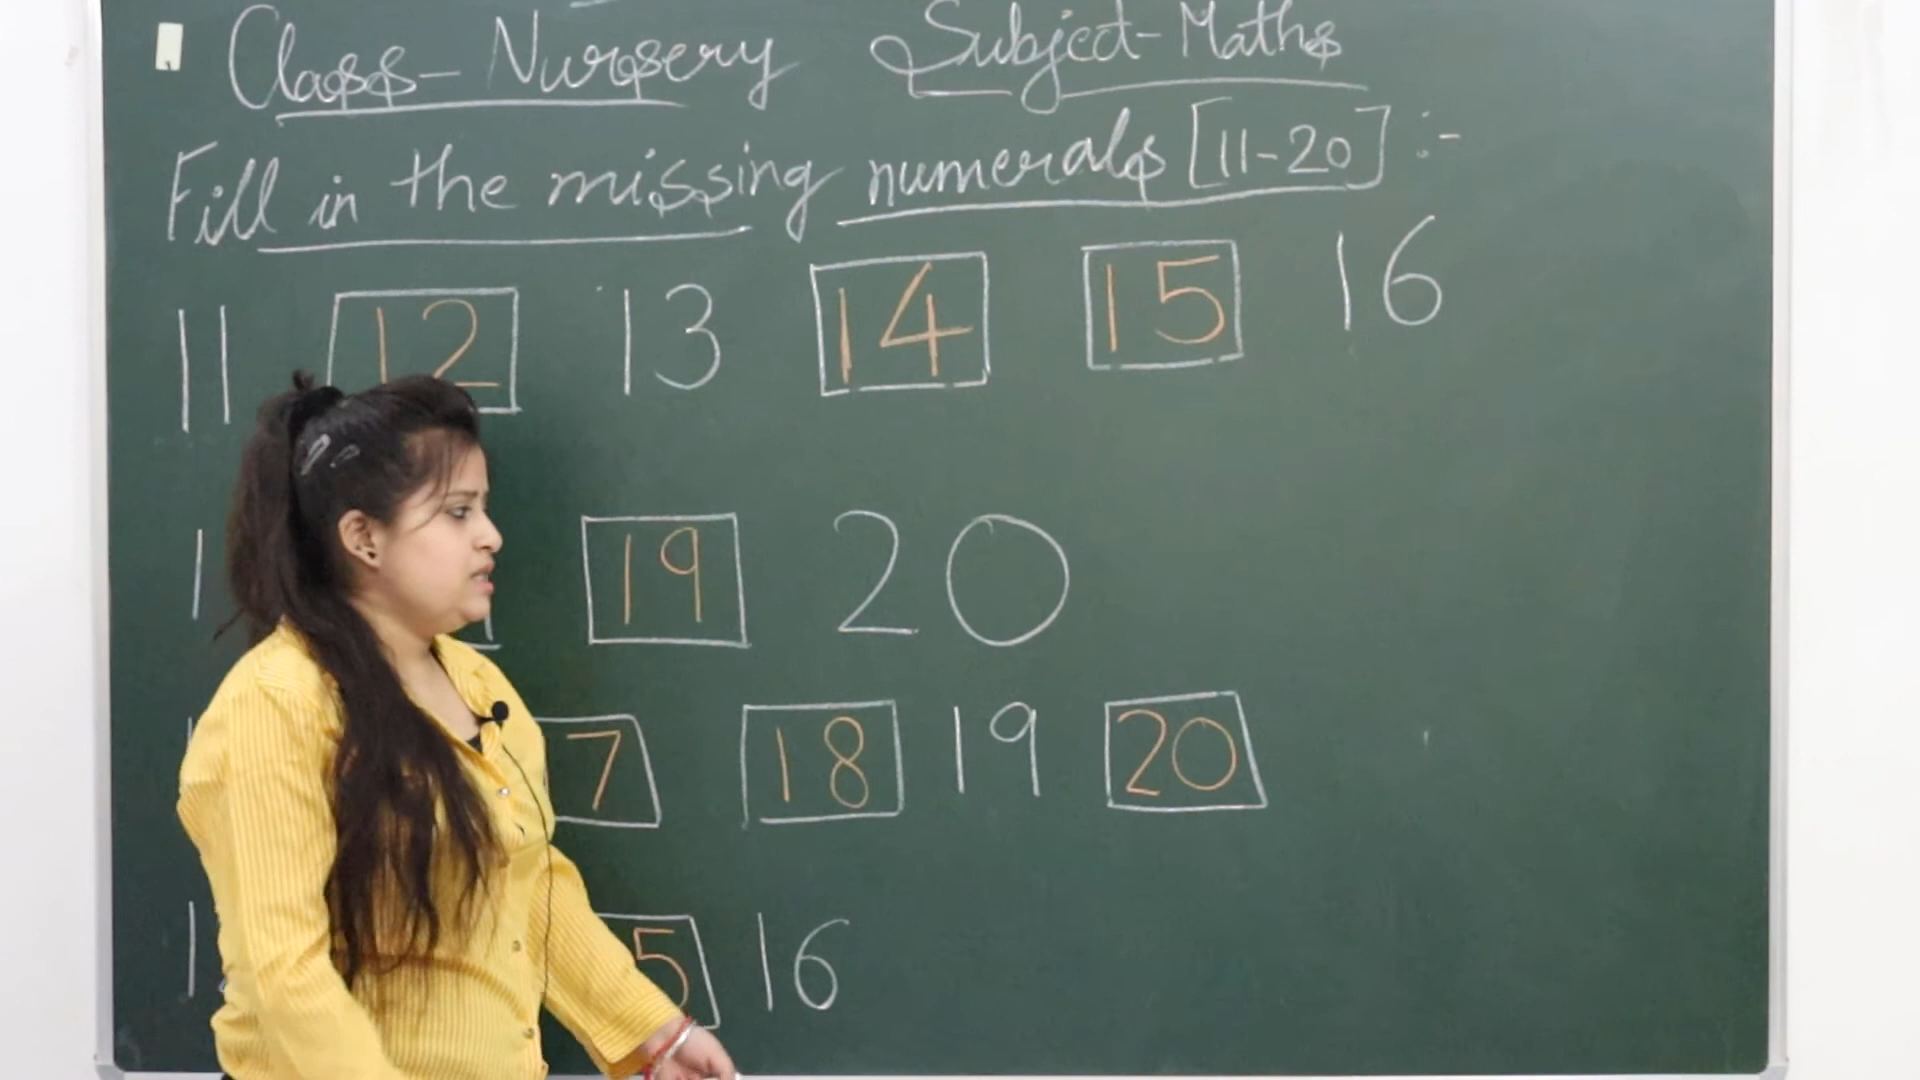 Class - Nursery Subject - Maths
Fill in the missing numerals [11-20] :-
11 12 13 14 15 16
19 20
18 19 20
16